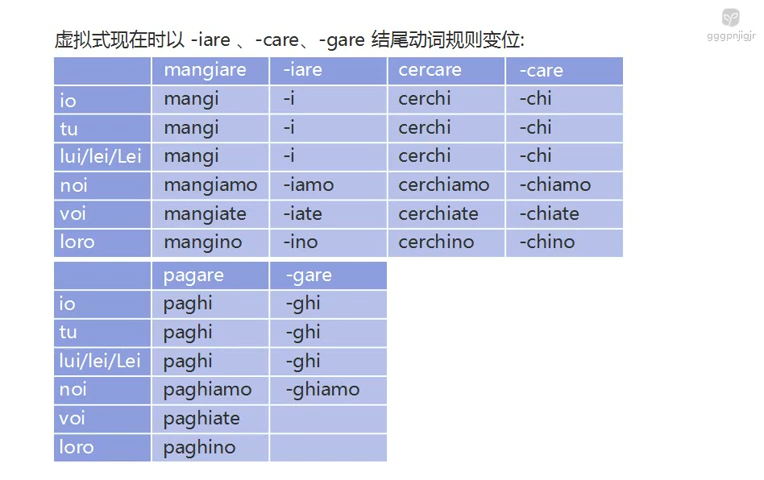 gggpnjigjr
虚拟式现在时以 -iare 、-care、-gare 结尾动词规则变位:
mangiare -iare cercare -care
io mangi -i cerchi -chi
tu mangi -i cerchi -chi
lui/lei/Lei mangi -i cerchi -chi
noi mangiamo -iamo cerchiamo -chiamo
voi mangiate -iate cerchiate -chiate
loro mangino -ino cerchino -chino
pagare -gare
io paghi -ghi
tu paghi -ghi
lui/lei/Lei paghi -ghi
noi paghiamo -ghiamo
voi paghiate
loro paghino